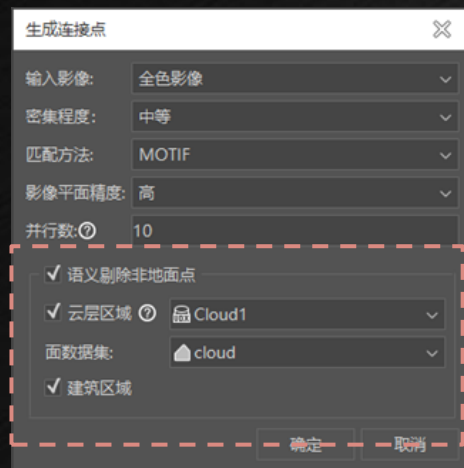 生成连接点
输入影像: 全色影像
密集程度: 中等
匹配方法: MOTIF
影像平面精度: 高
并行数: 10
语义剔除非地面点
云层区域 Cloud1
面数据集: cloud
建筑区域
确定 取消